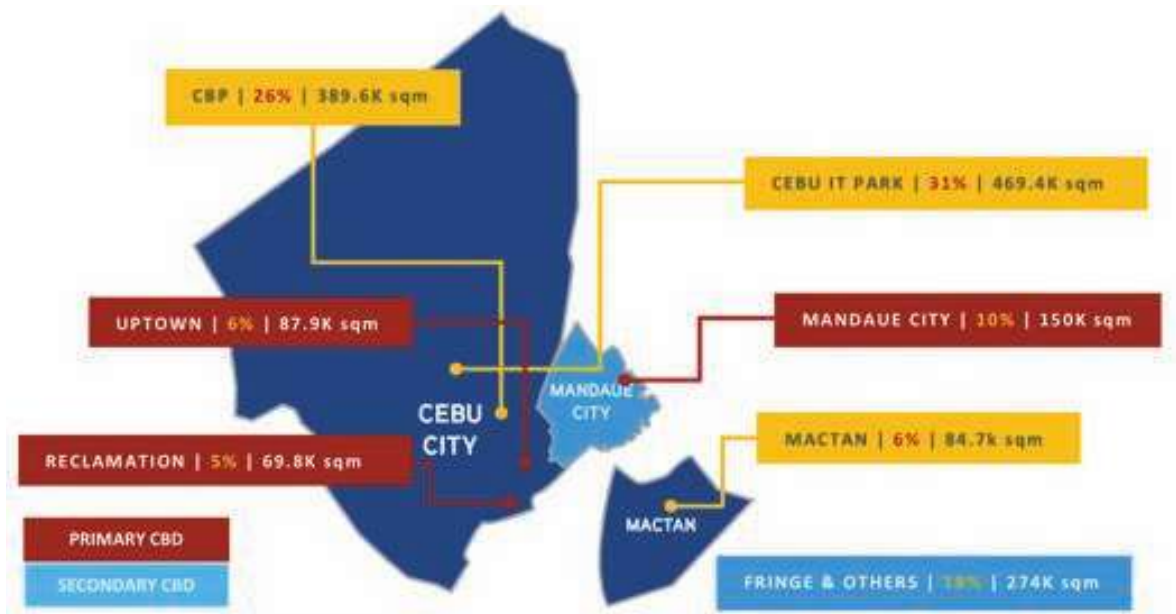 CBP | 26% | 389.6K sqm
CEBU IT PARK | 31% | 469.4K sqm
UPTOWN | 6% | 87.9K sqm
MANDAUE CITY | 10% | 150K sqm
MANDAUE
CITY
CEBU
CITY
MACTAN | 6% | 84.7k sqm
RECLAMATION | 5% | 69.8K sqm
MACTAN
PRIMARY CBD
SECONDARY CBD
FRINGE & OTHERS | 18% | 274K sqm